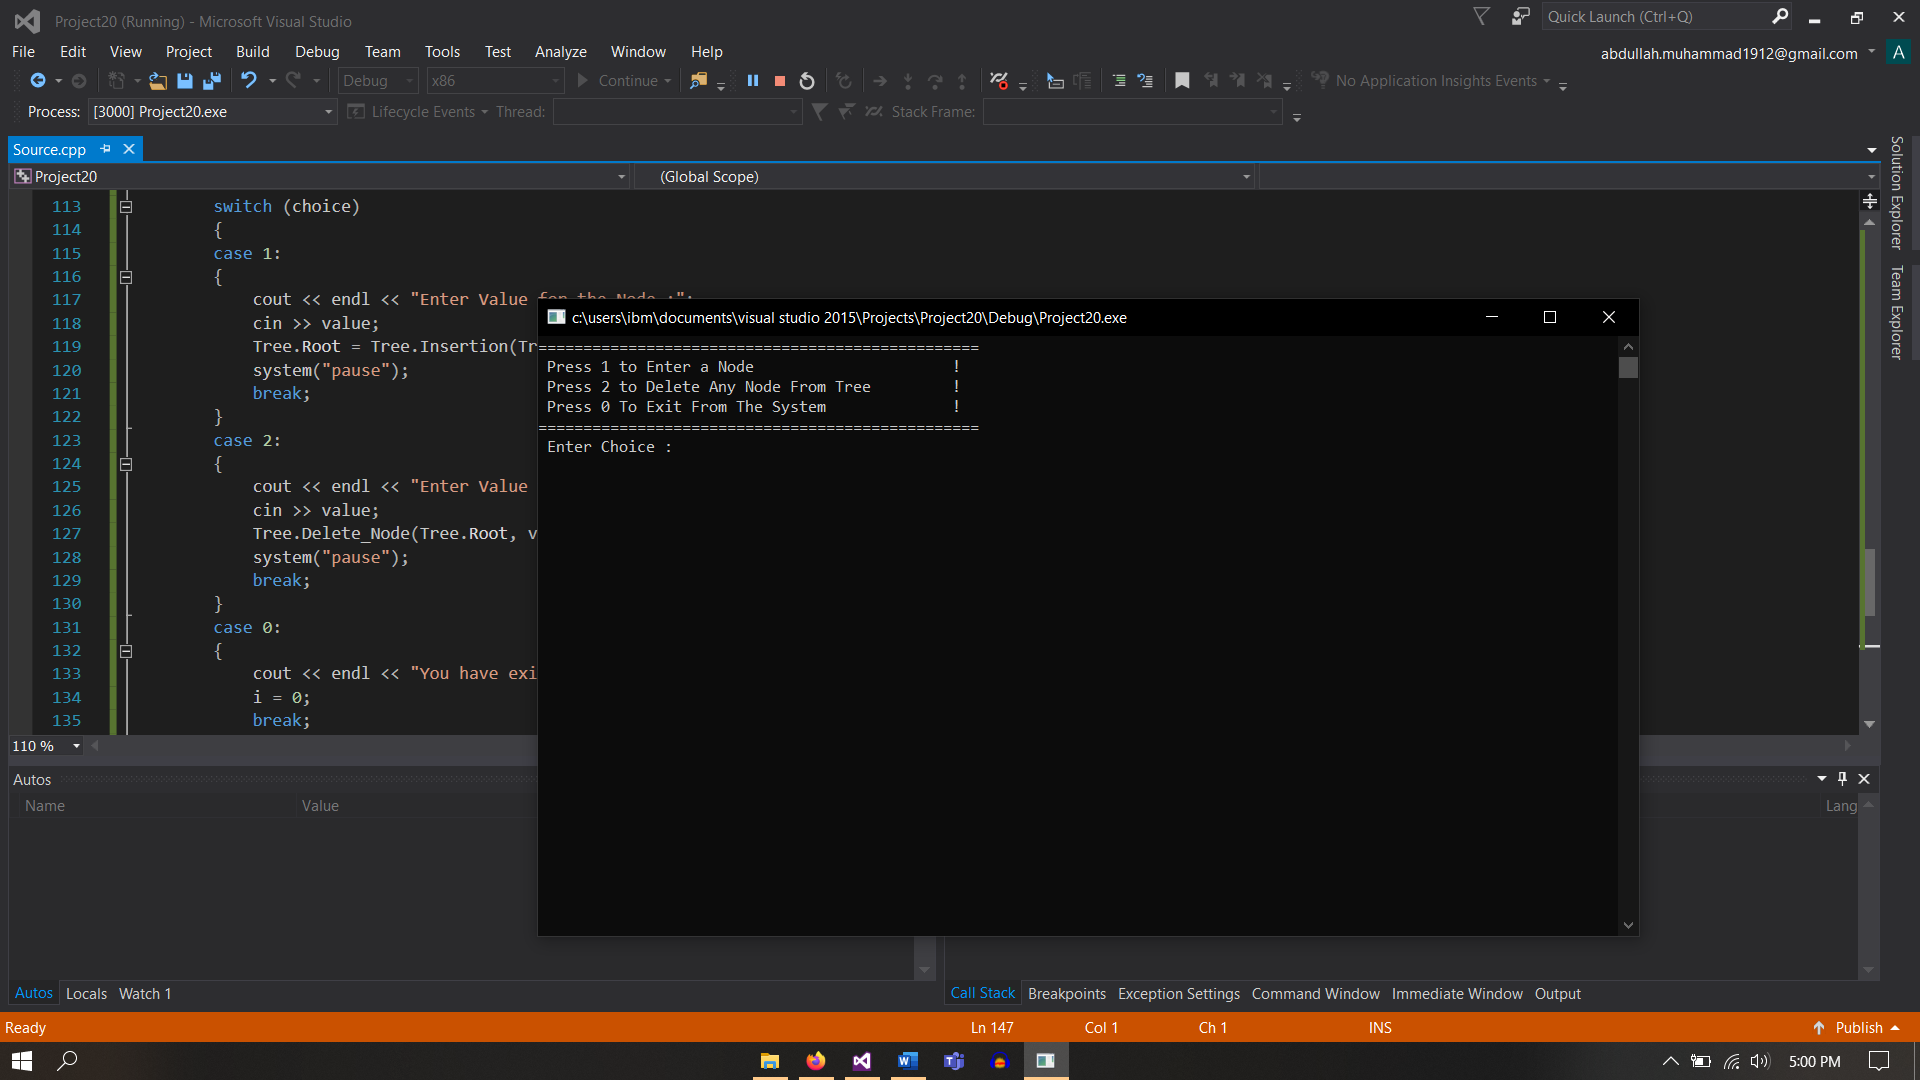 Project20 (Running) - Microsoft Visual Studio
Quick Launch (Ctrl+Q)
File Edit View Project Build Debug Team Tools Test Analyze Window Help
abdullah.muhammad1912@gmail.com A
Debug x86 Continue No Application Insights Events
Process: [3000] Project20.exe Lifecycle Events Thread: Stack Frame:
Source.cpp
Project20 (Global Scope)
Solution Explorer
Team Explorer
113 switch (choice)
114 {
115 case 1:
116 {
117 cout << endl << "Enter Value for the Node :";
118 cin >> value;
119 Tree.Root = Tree.Insertion(Tr
120 system("pause");
121 break;
122 }
123 case 2:
124 {
125 cout << endl << "Enter Value
126 cin >> value;
127 Tree.Delete_Node(Tree.Root, v
128 system("pause");
129 break;
130 }
131 case 0:
132 {
133 cout << endl << "You have exi
134 i = 0;
135 break;
c:\users\ibm\documents\visual studio 2015\Projects\Project20\Debug\Project20.exe
=================================================
Press 1 to Enter a Node !
Press 2 to Delete Any Node From Tree !
Press 0 To Exit From The System !
=================================================
Enter Choice :
110 %
Autos
Name Value
Lang
Autos Locals Watch 1
Call Stack Breakpoints Exception Settings Command Window Immediate Window Output
Ready Ln 147 Col 1 Ch 1 INS Publish
5:00 PM